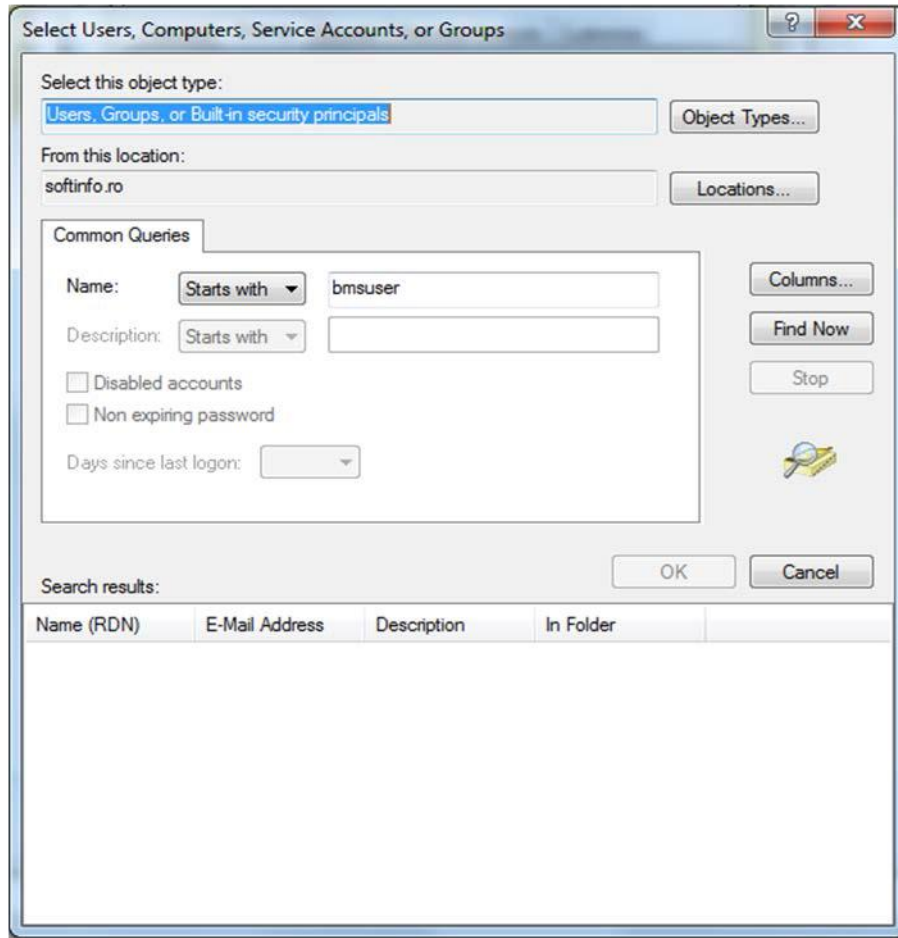 Select Users, Computers, Service Accounts, or Groups
Select this object type:
Users, Groups, or Built-in security principals
Object Types...
From this location:
softinfo.ro
Locations...
Common Queries
Name: Starts with bmsuser
Description: Starts with
Disabled accounts
Non expiring password
Days since last logon:
Columns...
Find Now
Stop
OK Cancel
Search results:
Name (RDN) E-Mail Address Description In Folder